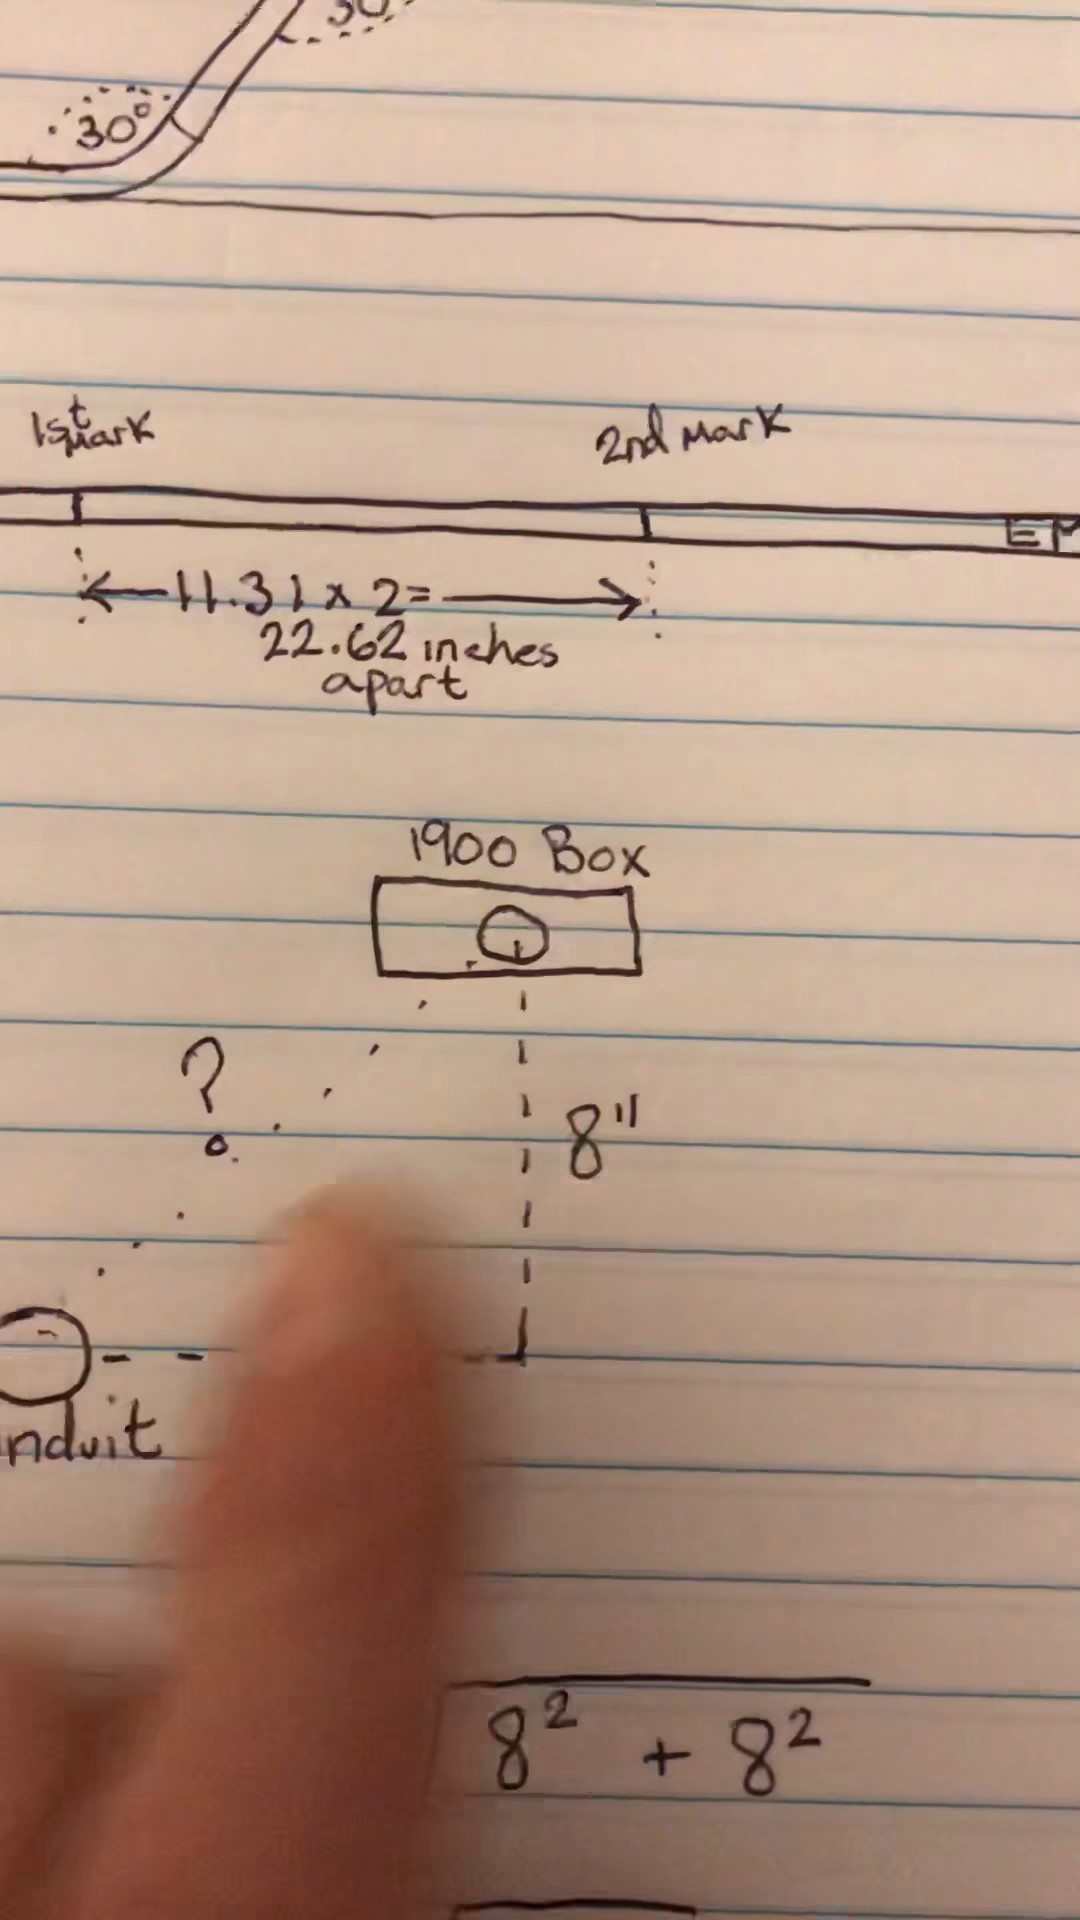 30
30°
1st Mark
2nd Mark
EM
11.31 x 2=
22.62 inches
apart
1900 Box
?
8"
nduit
8² + 8²